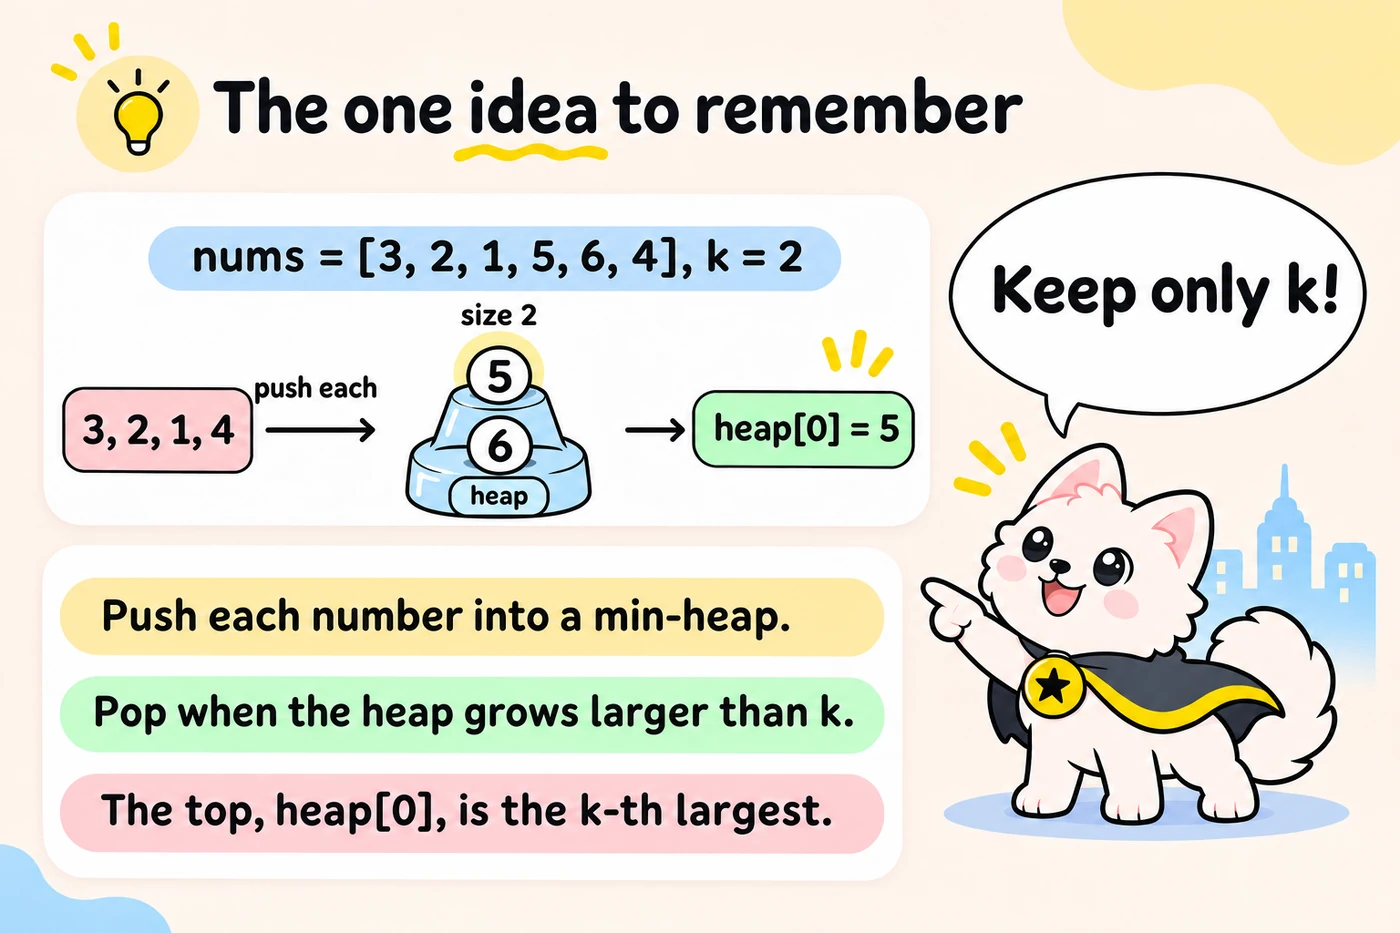 The one idea to remember
nums = [3, 2, 1, 5, 6, 4], k = 2
size 2
5
push each
3, 2, 1, 4
6
heap
heap[0] = 5
Keep only k!
Push each number into a min-heap.
Pop when the heap grows larger than k.
The top, heap[0], is the k-th largest.